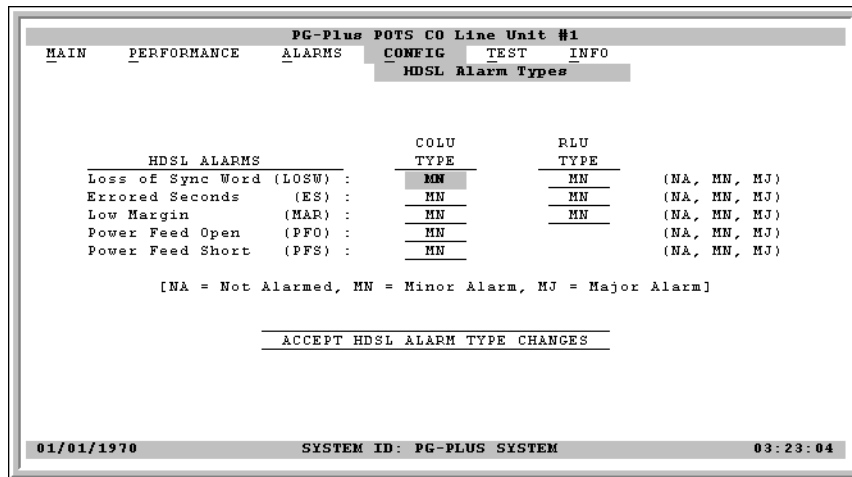 PG-Plus POTS CO Line Unit #1
MAIN PERFORMANCE ALARMS CONFIG TEST INFO
HDSL Alarm Types
COLU RLU
HDSL ALARMS TYPE TYPE
Loss of Sync Word (LOSW) : MN MN (NA, MN, MJ)
Errored Seconds (ES) : MN MN (NA, MN, MJ)
Low Margin (MAR) : MN MN (NA, MN, MJ)
Power Feed Open (PFO) : MN (NA, MN, MJ)
Power Feed Short (PFS) : MN (NA, MN, MJ)
[NA = Not Alarmed, MN = Minor Alarm, MJ = Major Alarm]
ACCEPT HDSL ALARM TYPE CHANGES
01/01/1970 SYSTEM ID: PG-PLUS SYSTEM 03:23:04